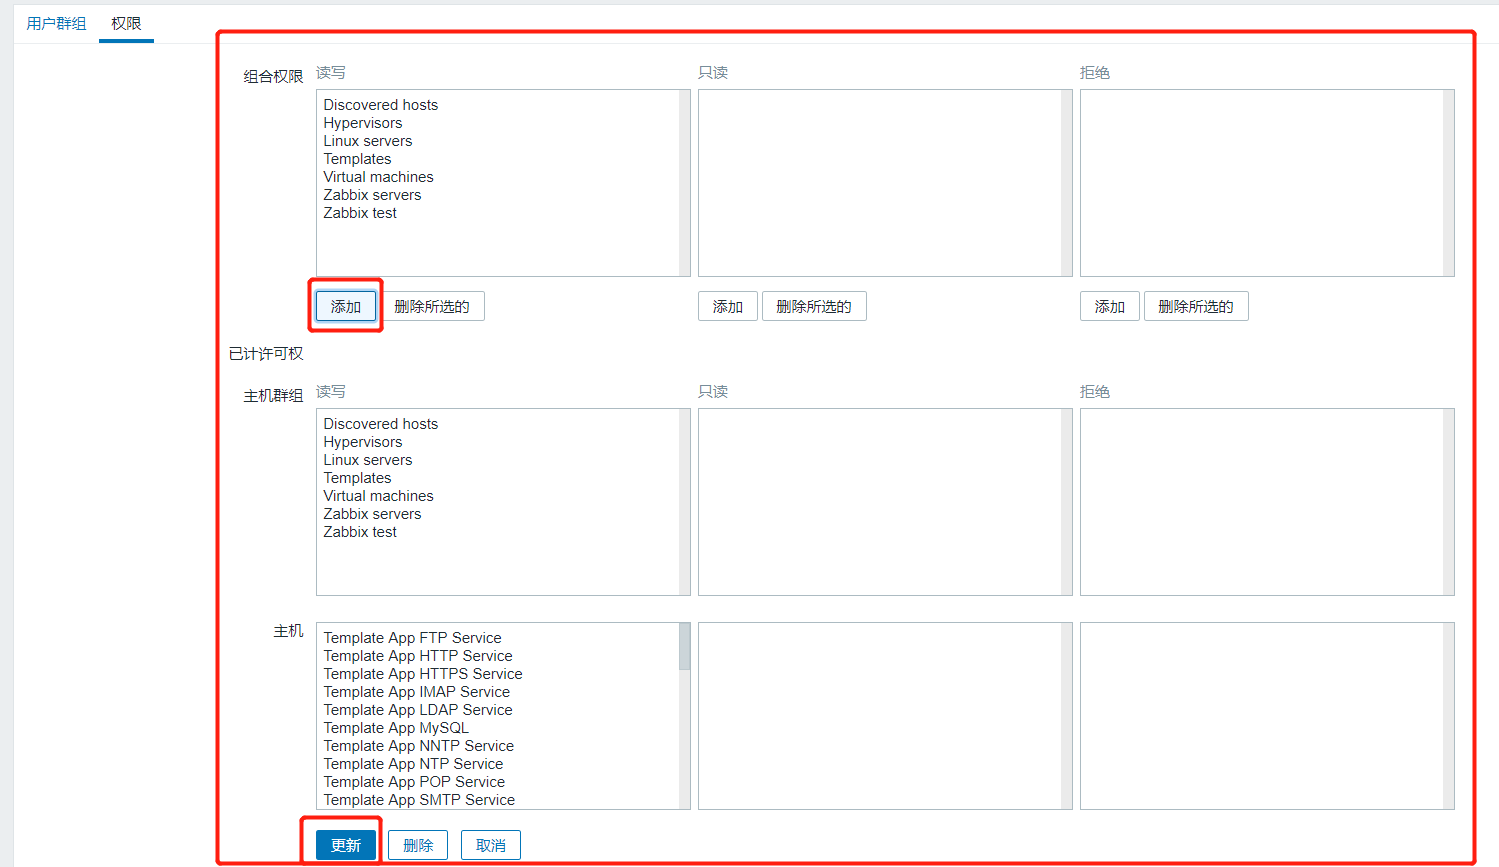 用户群组 权限
组合权限 读写 只读 拒绝
Discovered hosts
Hypervisors
Linux servers
Templates
Virtual machines
Zabbix servers
Zabbix test
添加 删除所选的 添加 删除所选的 添加 删除所选的
已计许可权
主机群组 读写 只读 拒绝
Discovered hosts
Hypervisors
Linux servers
Templates
Virtual machines
Zabbix servers
Zabbix test
主机
Template App FTP Service
Template App HTTP Service
Template App HTTPS Service
Template App IMAP Service
Template App LDAP Service
Template App MySQL
Template App NNTP Service
Template App NTP Service
Template App POP Service
Template App SMTP Service
更新 删除 取消